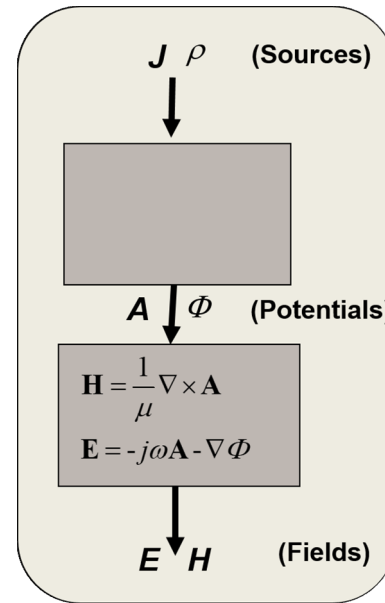 J ρ (Sources)
A Φ (Potentials)
H = 1/μ ∇ × A
E = -jωA - ∇Φ
E H (Fields)